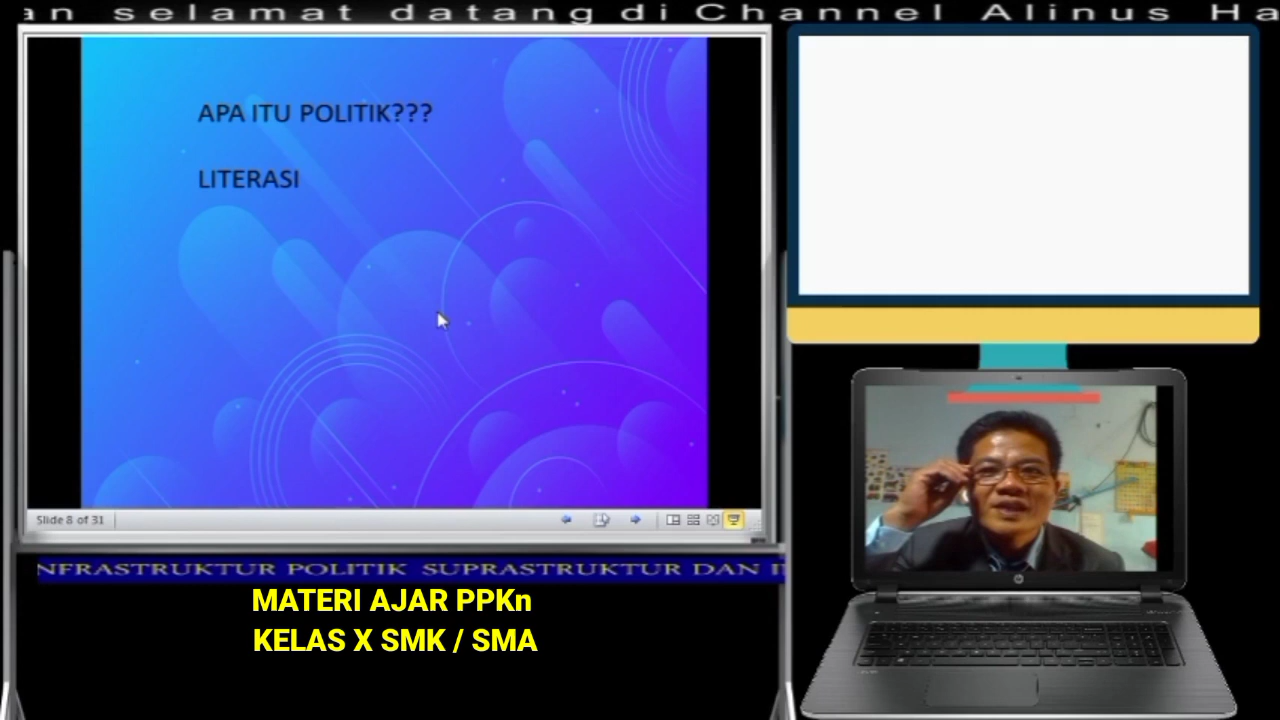 an selamat datang di Channel Alinus Ha
APA ITU POLITIK???
LITERASI
Slide 8 of 31
NFRASTRUKTUR POLITIK SUPRASTRUKTUR DAN I
MATERI AJAR PPKn
KELAS X SMK / SMA
hp